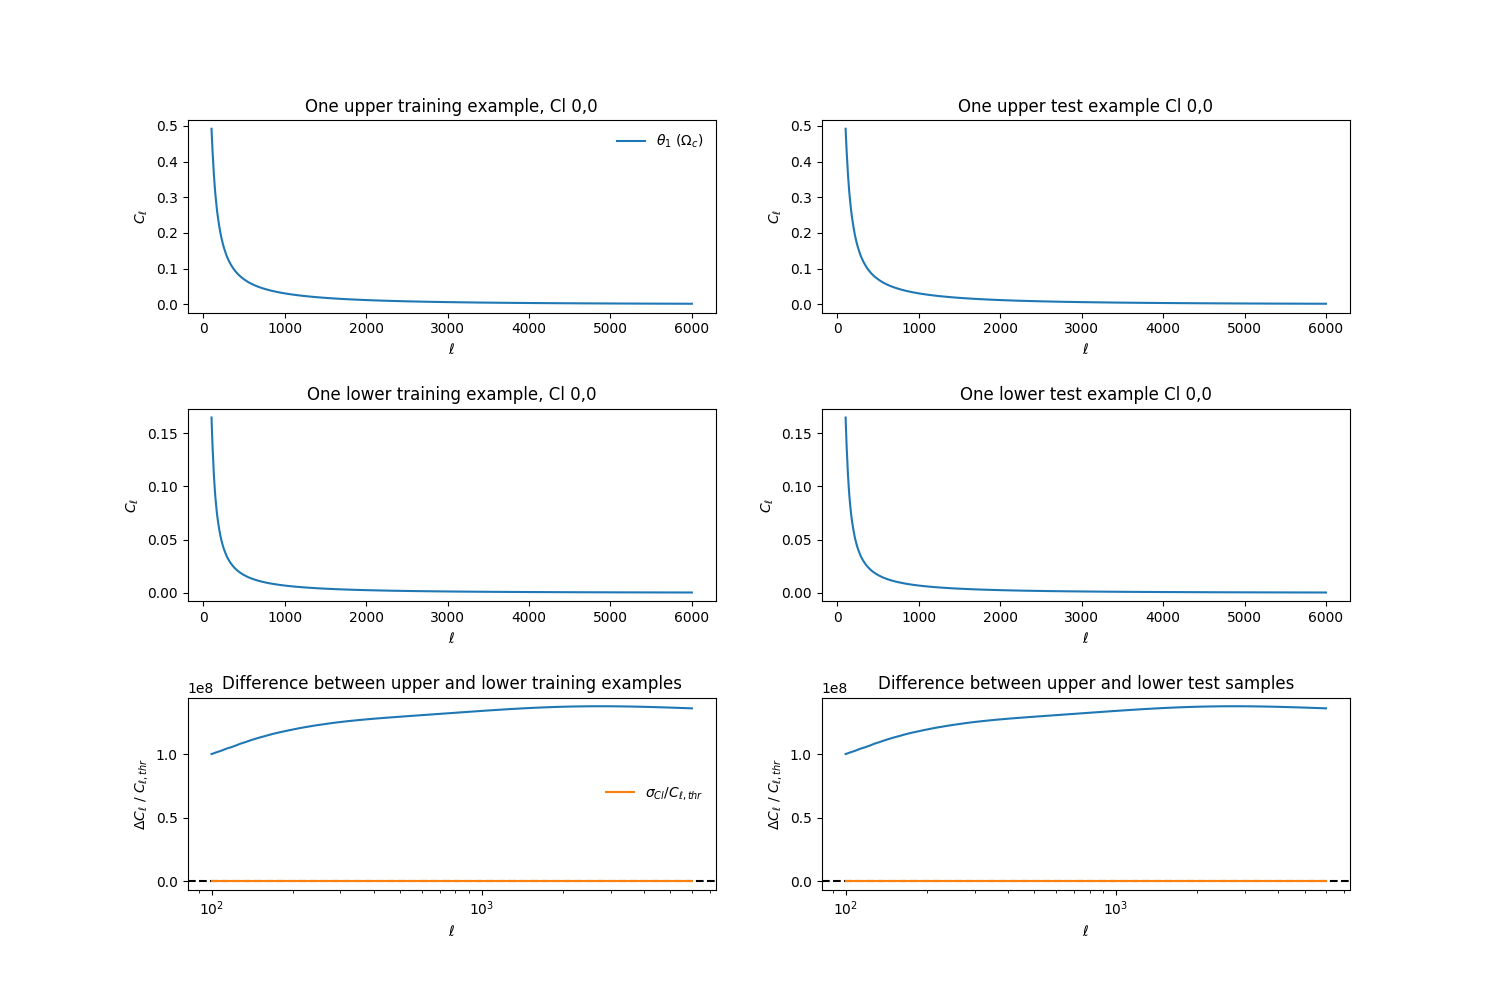 One upper training example, Cl 0,0
0.5
0.4
0.3
0.2
0.1
0.0
Cℓ
θ1 (Ωc)
0 1000 2000 3000 4000 5000 6000
ℓ
One upper test example Cl 0,0
0.5
0.4
0.3
0.2
0.1
0.0
Cℓ
0 1000 2000 3000 4000 5000 6000
ℓ
One lower training example, Cl 0,0
0.15
0.10
0.05
0.00
Cℓ
0 1000 2000 3000 4000 5000 6000
ℓ
One lower test example Cl 0,0
0.15
0.10
0.05
0.00
Cℓ
0 1000 2000 3000 4000 5000 6000
ℓ
Difference between upper and lower training examples
1e8
1.0
0.5
0.0
ΔCℓ / Cℓ,thr
σCl/Cℓ,thr
10² 10³
ℓ
Difference between upper and lower test samples
1e8
1.0
0.5
0.0
ΔCℓ / Cℓ,thr
10² 10³
ℓ